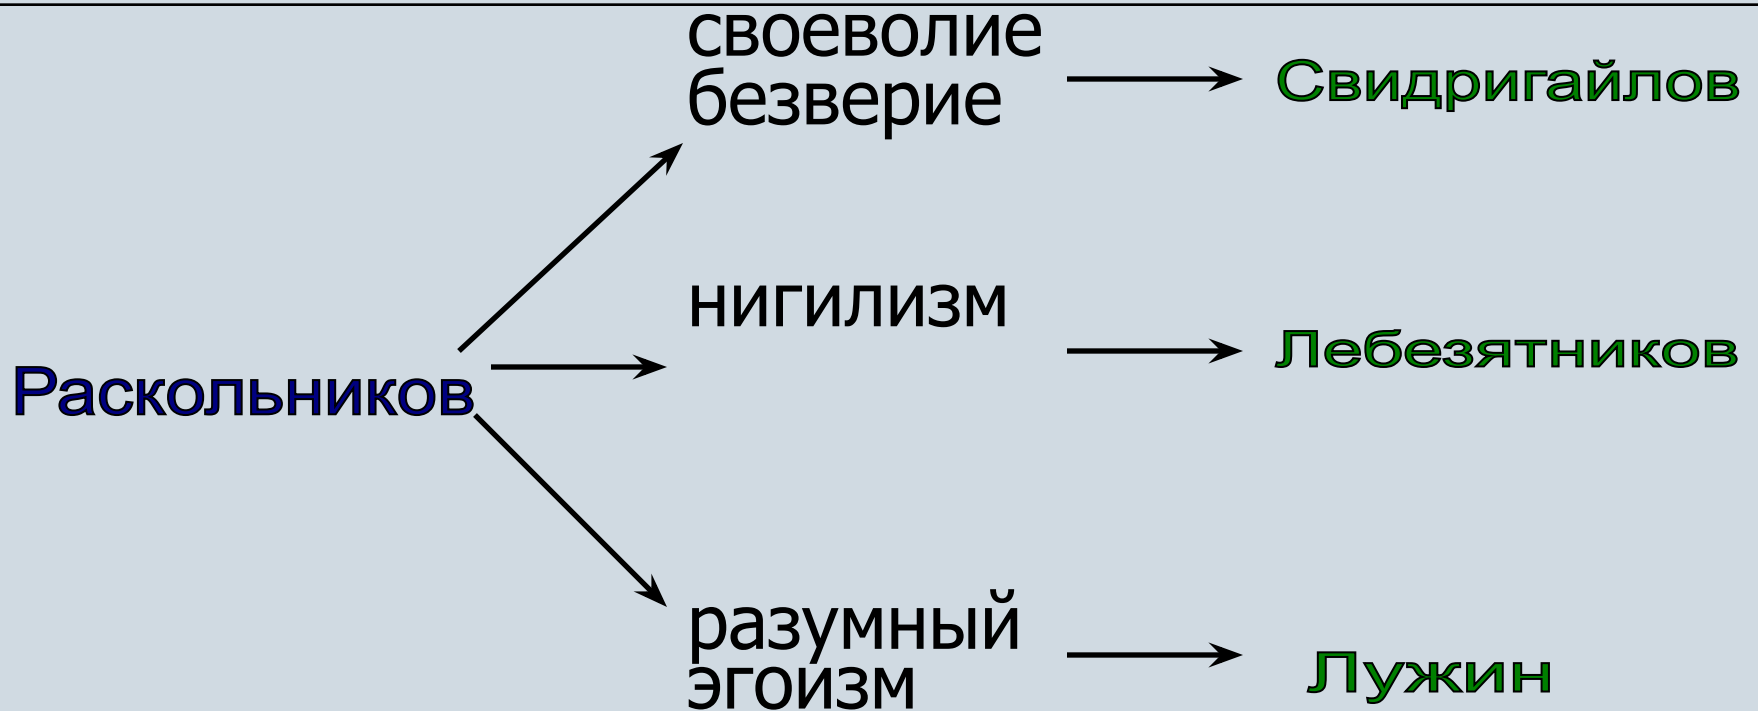 своеволие
безверие
Свидригайлов
нигилизм
Лебезятников
Раскольников
разумный
эгоизм
Лужин